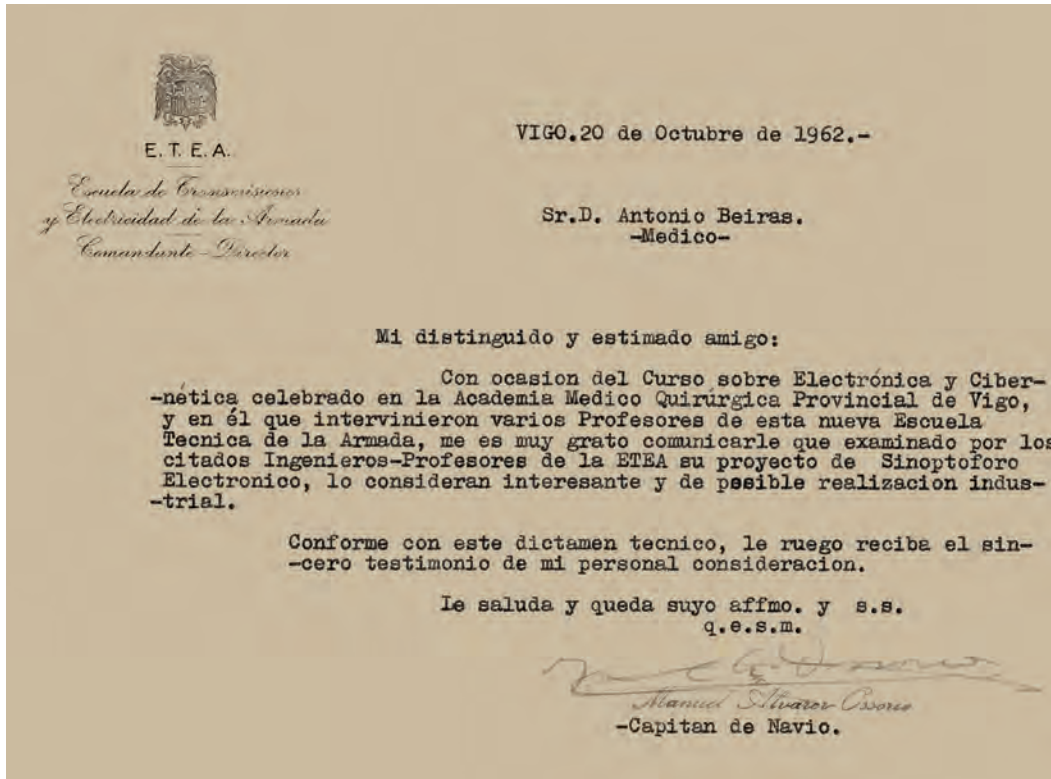 E. T. E. A.
Escuela de Transmisiones
y Electricidad de la Armada
Comandante-Director
VIGO.20 de Octubre de 1962.-
Sr.D. Antonio Beiras.
-Medico-
Mi distinguido y estimado amigo:
Con ocasion del Curso sobre Electrónica y Ciber-
-nética celebrado en la Academia Medico Quirúrgica Provincial de Vigo,
y en él que intervinieron varios Profesores de esta nueva Escuela
Tecnica de la Armada, me es muy grato comunicarle que examinado por los
citados Ingenieros-Profesores de la ETEA su proyecto de Sinoptoforo
Electronico, lo consideran interesante y de posible realizacion indus-
-trial.
Conforme con este dictamen tecnico, le ruego reciba el sin-
-cero testimonio de mi personal consideracion.
Le saluda y queda suyo affmo. y s.s.
q.e.s.m.
Manuel Alvarez Ossorio
-Capitan de Navio.